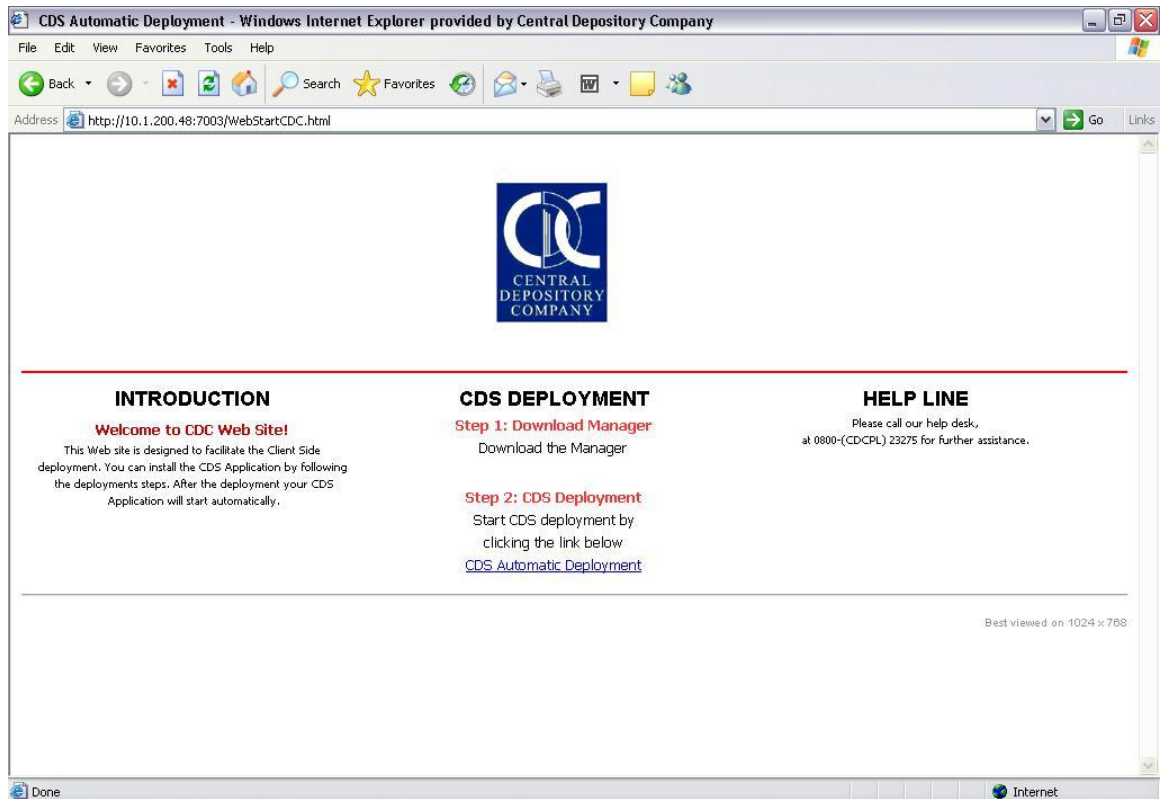 CDS Automatic Deployment - Windows Internet Explorer provided by Central Depository Company
File Edit View Favorites Tools Help
Back Search Favorites
Address http://10.1.200.48:7003/WebStartCDC.html Go Links
CENTRAL
DEPOSITORY
COMPANY
INTRODUCTION
Welcome to CDC Web Site!
This Web site is designed to facilitate the Client Side
deployment. You can install the CDS Application by following
the deployments steps. After the deployment your CDS
Application will start automatically.
CDS DEPLOYMENT
Step 1: Download Manager
Download the Manager
Step 2: CDS Deployment
Start CDS deployment by
clicking the link below
CDS Automatic Deployment
HELP LINE
Please call our help desk,
at 0800-(CDCPL) 23275 for further assistance.
Best viewed on 1024 x 768
Done Internet